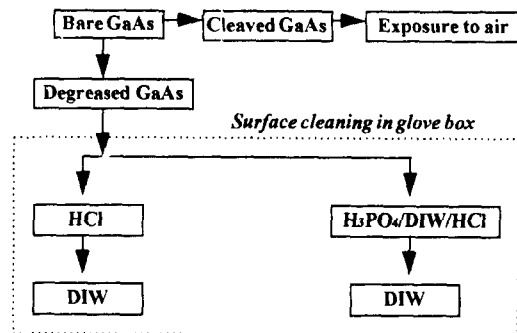 Bare GaAs Cleaved GaAs Exposure to air
Degreased GaAs
Surface cleaning in glove box
HCl H₃PO₄/DIW/HCl
DIW DIW